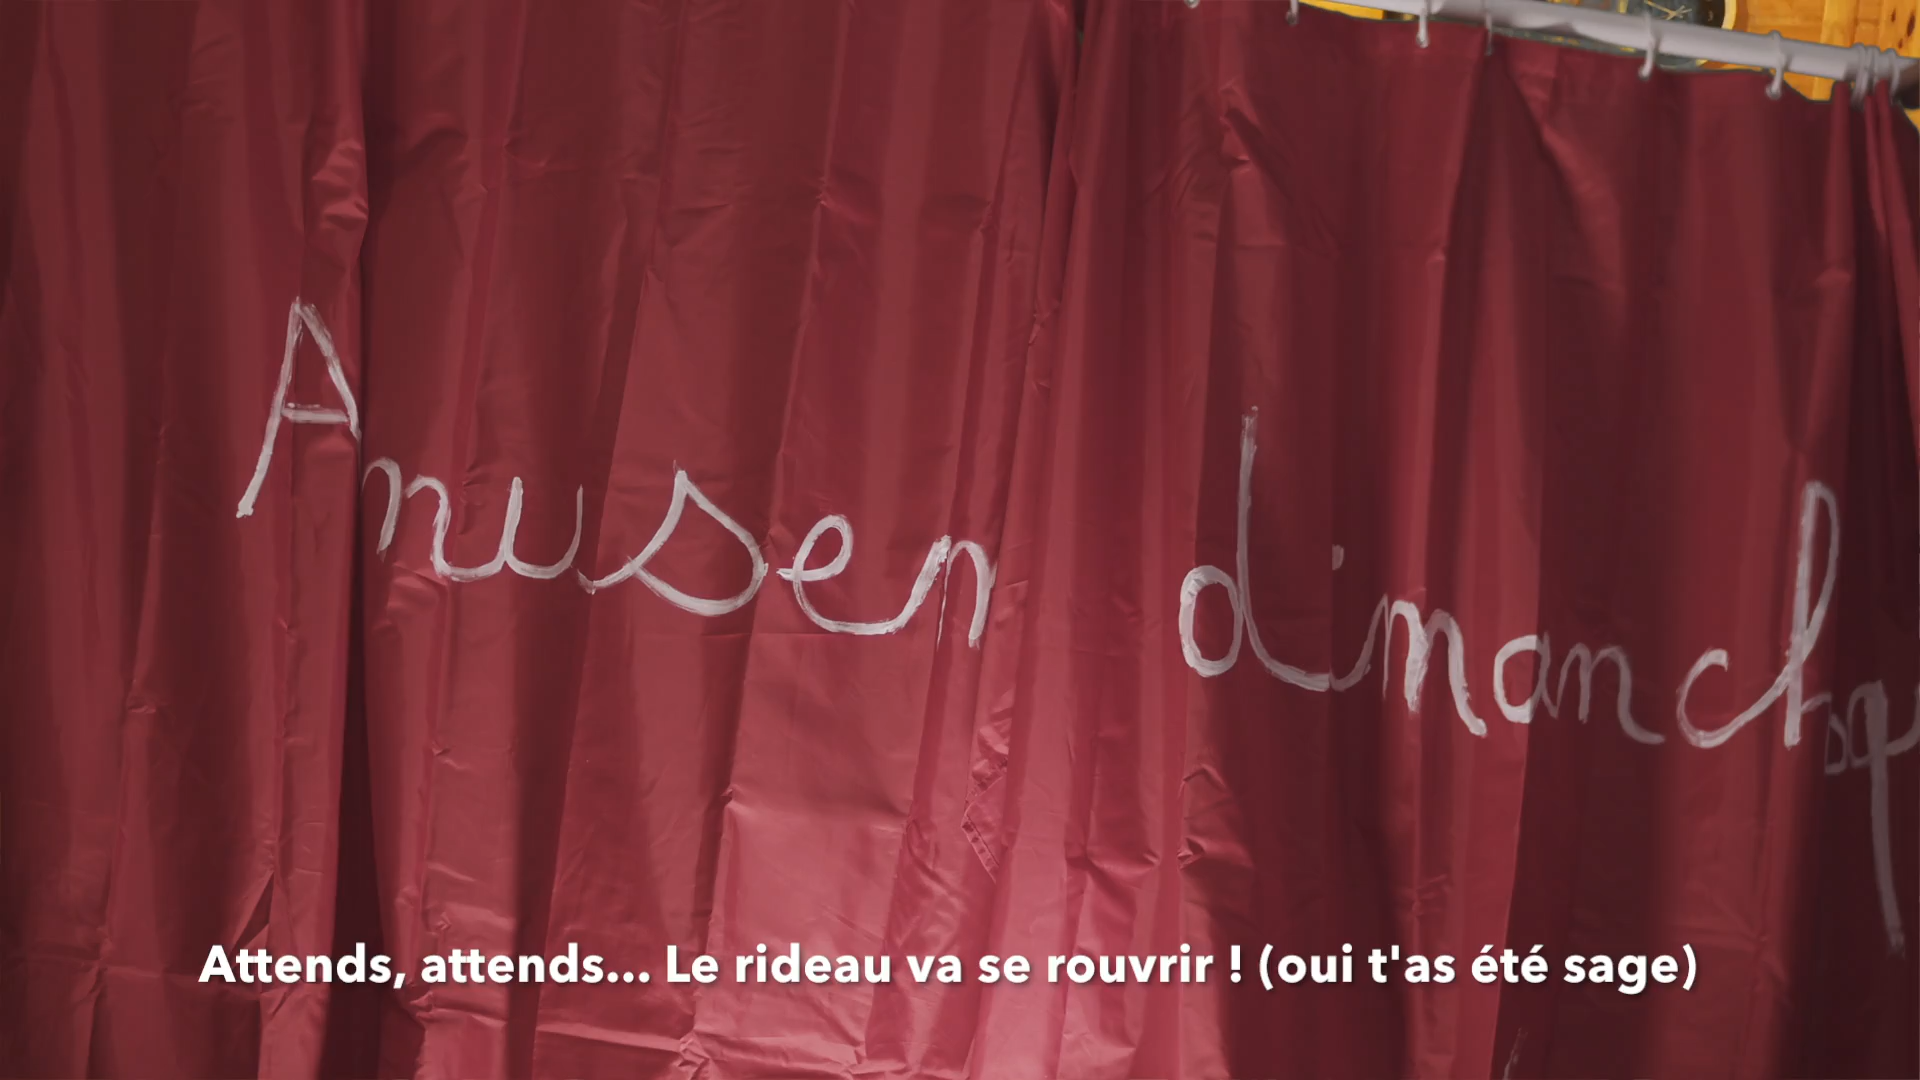 Amusen dimanch
Attends, attends... Le rideau va se rouvrir ! (oui t'as été sage)